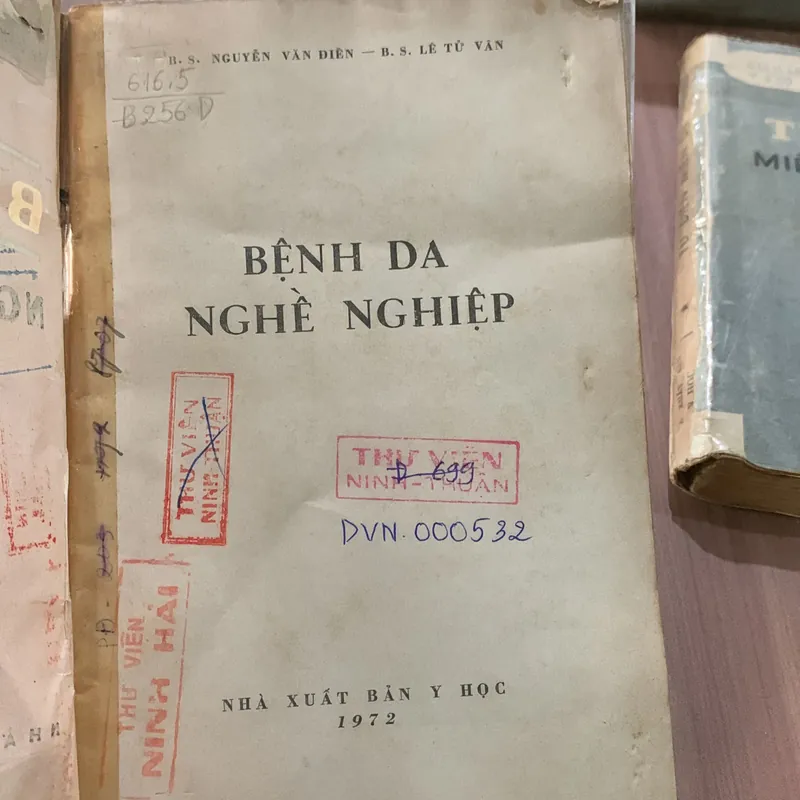 B. S. NGUYỄN VĂN ĐIỀN — B. S. LÊ TỬ VÂN
616.5
B256D
BỆNH DA
NGHỀ NGHIỆP
THƯ VIỆN
NINH-THUẬN
THƯ VIỆN
NINH-THUẬN
Đ 699
DVN.000532
THƯ VIỆN
NINH HẢI
NHÀ XUẤT BẢN Y HỌC
1972
B
T
MIỀ